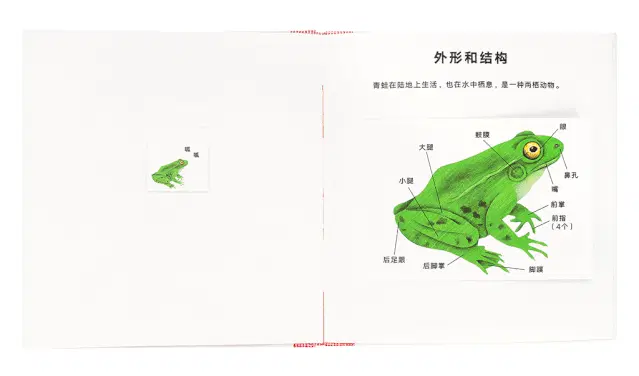 呱
呱
外形和结构
青蛙在陆地上生活、也在水中栖息，是一种两栖动物。
鼓膜
眼
大腿
鼻孔
小腿
嘴
前掌
前指
（4个）
后足跟
后脚掌
脚蹼